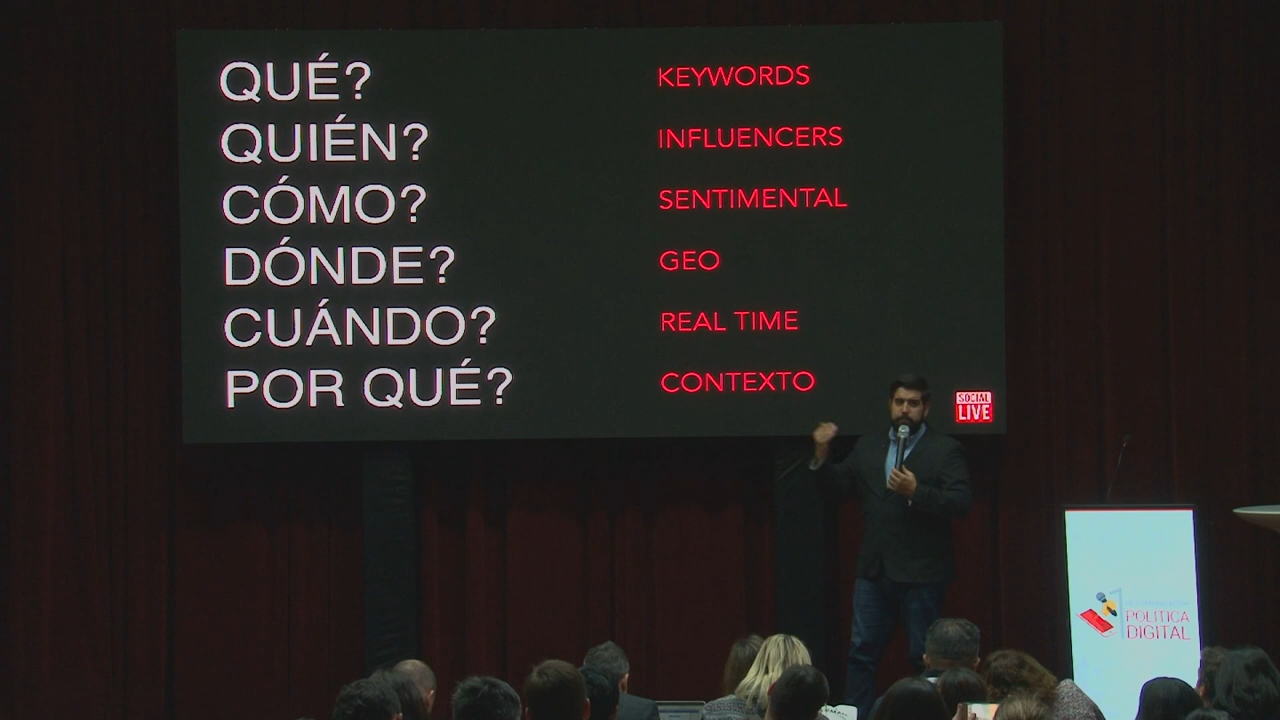 QUÉ? KEYWORDS
QUIÉN? INFLUENCERS
CÓMO? SENTIMENTAL
DÓNDE? GEO
CUÁNDO? REAL TIME
POR QUÉ? CONTEXTO
SOCIAL
LIVE
POLÍTICA
DIGITAL